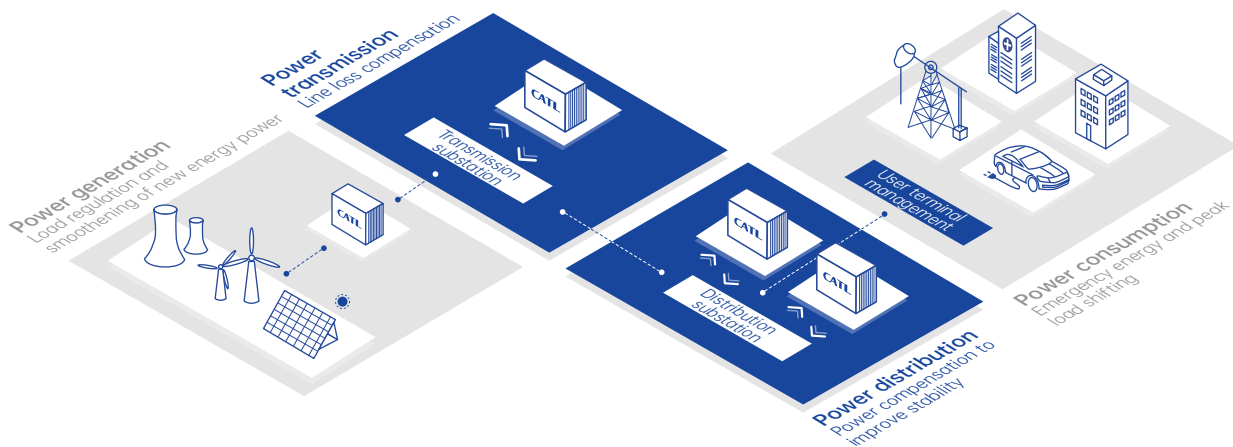 Power generation
Load regulation and
smoothening of new energy power
CATL
Power
transmission
Line loss compensation
CATL
Transmission
substation
CATL
CATL
Distribution
substation
Power distribution
Power compensation to
improve stability
User terminal
management
Power consumption
Emergency energy and peak
load shifting